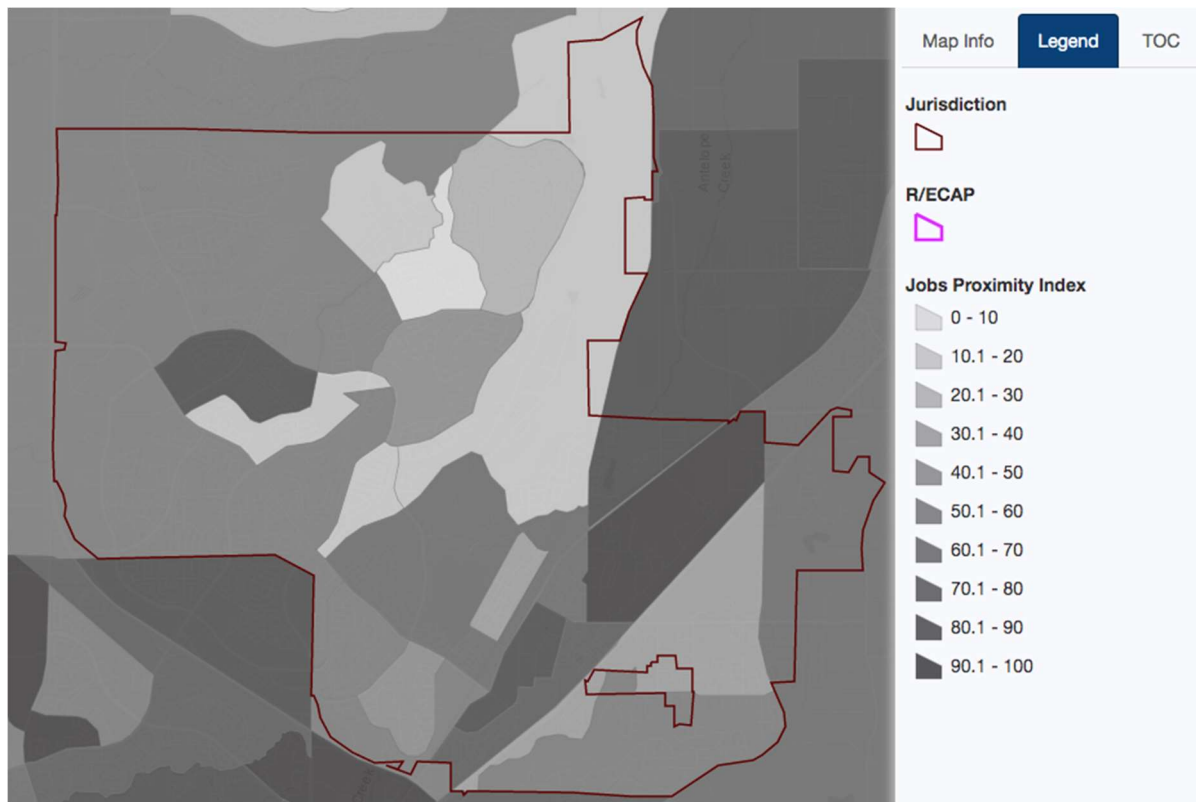 Map Info Legend TOC
Jurisdiction
R/ECAP
Jobs Proximity Index
0 - 10
10.1 - 20
20.1 - 30
30.1 - 40
40.1 - 50
50.1 - 60
60.1 - 70
70.1 - 80
80.1 - 90
90.1 - 100
Antelope
Creek
Creek